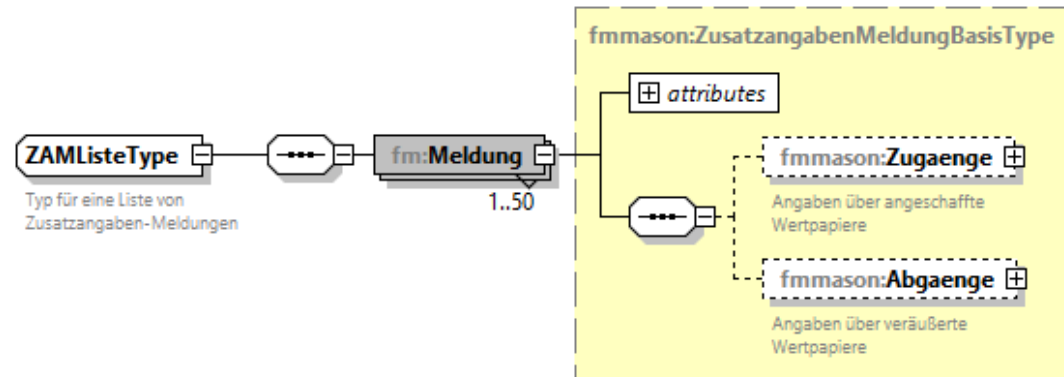 fmmason:ZusatzangabenMeldungBasisType
attributes
ZAMListeType
Typ für eine Liste von
Zusatzangaben-Meldungen
fm:Meldung
1..50
fmmason:Zugaenge
Angaben über angeschaffte
Wertpapiere
fmmason:Abgaenge
Angaben über veräußerte
Wertpapiere